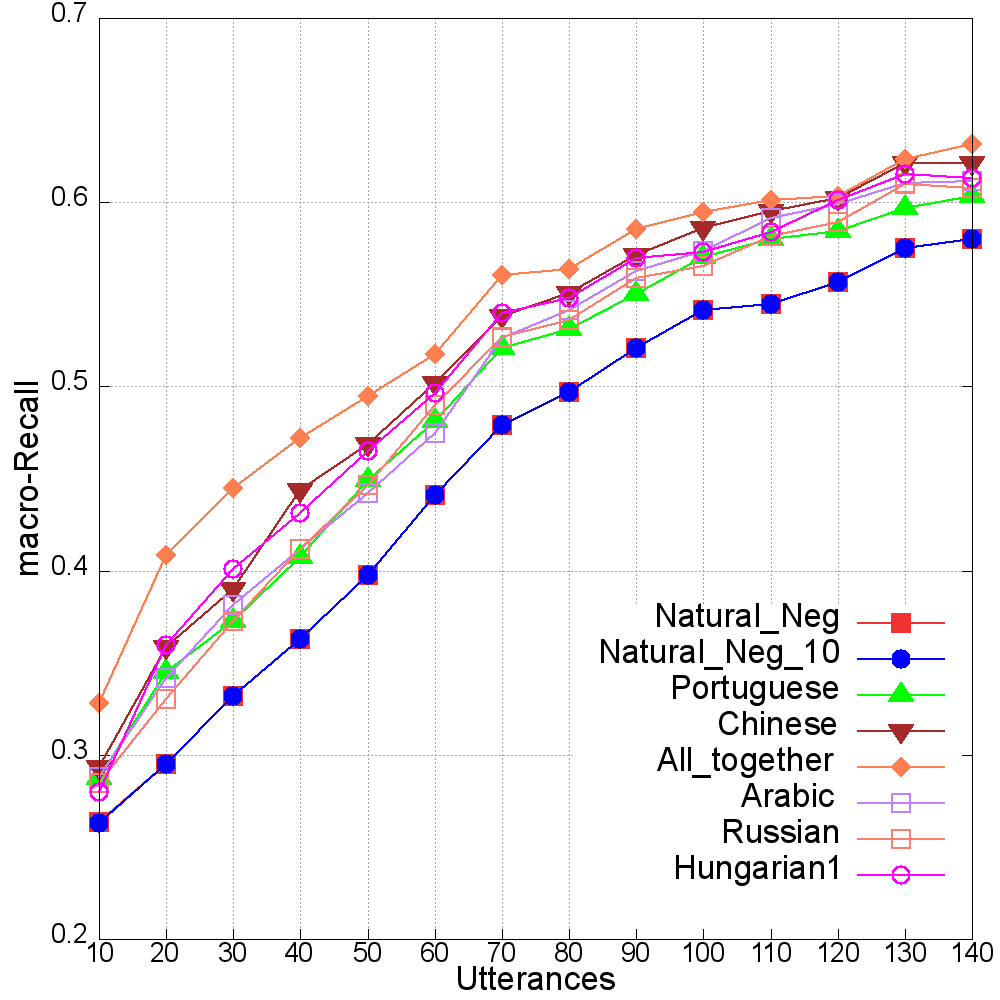 0.7
0.6
0.5
0.4
0.3
0.2
macro-Recall
Natural_Neg
Natural_Neg_10
Portuguese
Chinese
All_together
Arabic
Russian
Hungarian1
10 20 30 40 50 60 70 80 90 100 110 120 130 140
Utterances